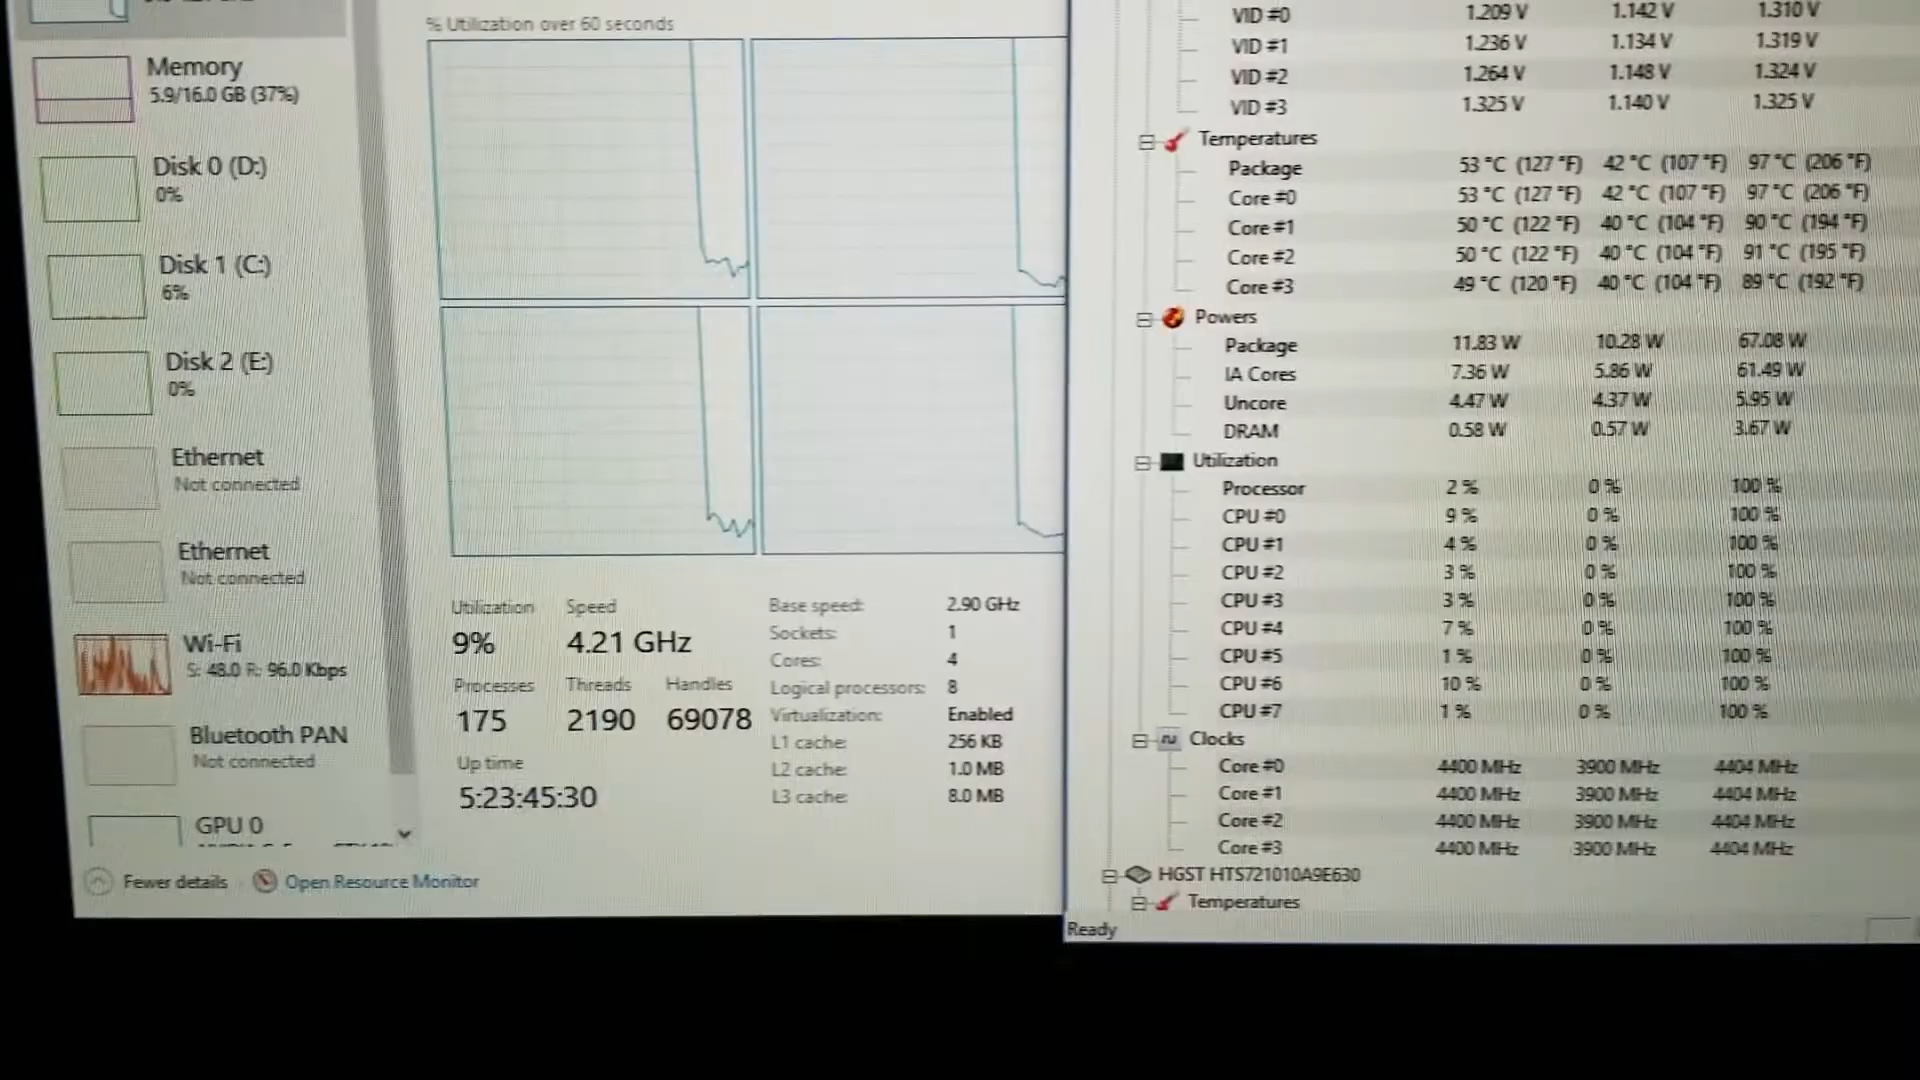 % Utilization over 60 seconds
Memory
5.9/16.0 GB (37%)
Disk 0 (D:)
0%
Disk 1 (C:)
6%
Disk 2 (E:)
0%
Ethernet
Not connected
Ethernet
Not connected
Wi-Fi
S: 48.0 R: 96.0 Kbps
Bluetooth PAN
Not connected
GPU 0
Fewer details
Open Resource Monitor
Utilization Speed
9% 4.21 GHz
Processes Threads Handles
175 2190 69078
Up time
5:23:45:30
Base speed: 2.90 GHz
Sockets: 1
Cores: 4
Logical processors: 8
Virtualization: Enabled
L1 cache: 256 KB
L2 cache: 1.0 MB
L3 cache: 8.0 MB
VID #0 1.209 V 1.142 V 1.310 V
VID #1 1.236 V 1.134 V 1.319 V
VID #2 1.264 V 1.148 V 1.324 V
VID #3 1.325 V 1.140 V 1.325 V
Temperatures
Package 53 °C (127 °F) 42 °C (107 °F) 97 °C (206 °F)
Core #0 53 °C (127 °F) 42 °C (107 °F) 97 °C (206 °F)
Core #1 50 °C (122 °F) 40 °C (104 °F) 90 °C (194 °F)
Core #2 50 °C (122 °F) 40 °C (104 °F) 91 °C (195 °F)
Core #3 49 °C (120 °F) 40 °C (104 °F) 89 °C (192 °F)
Powers
Package 11.83 W 10.28 W 67.08 W
IA Cores 7.36 W 5.86 W 61.49 W
Uncore 4.47 W 4.37 W 5.95 W
DRAM 0.58 W 0.57 W 3.67 W
Utilization
Processor 2 % 0 % 100 %
CPU #0 9 % 0 % 100 %
CPU #1 4 % 0 % 100 %
CPU #2 3 % 0 % 100 %
CPU #3 3 % 0 % 100 %
CPU #4 7 % 0 % 100 %
CPU #5 1 % 0 % 100 %
CPU #6 10 % 0 % 100 %
CPU #7 1 % 0 % 100 %
Clocks
Core #0 4400 MHz 3900 MHz 4404 MHz
Core #1 4400 MHz 3900 MHz 4404 MHz
Core #2 4400 MHz 3900 MHz 4404 MHz
Core #3 4400 MHz 3900 MHz 4404 MHz
HGST HTS721010A9E630
Temperatures
Ready